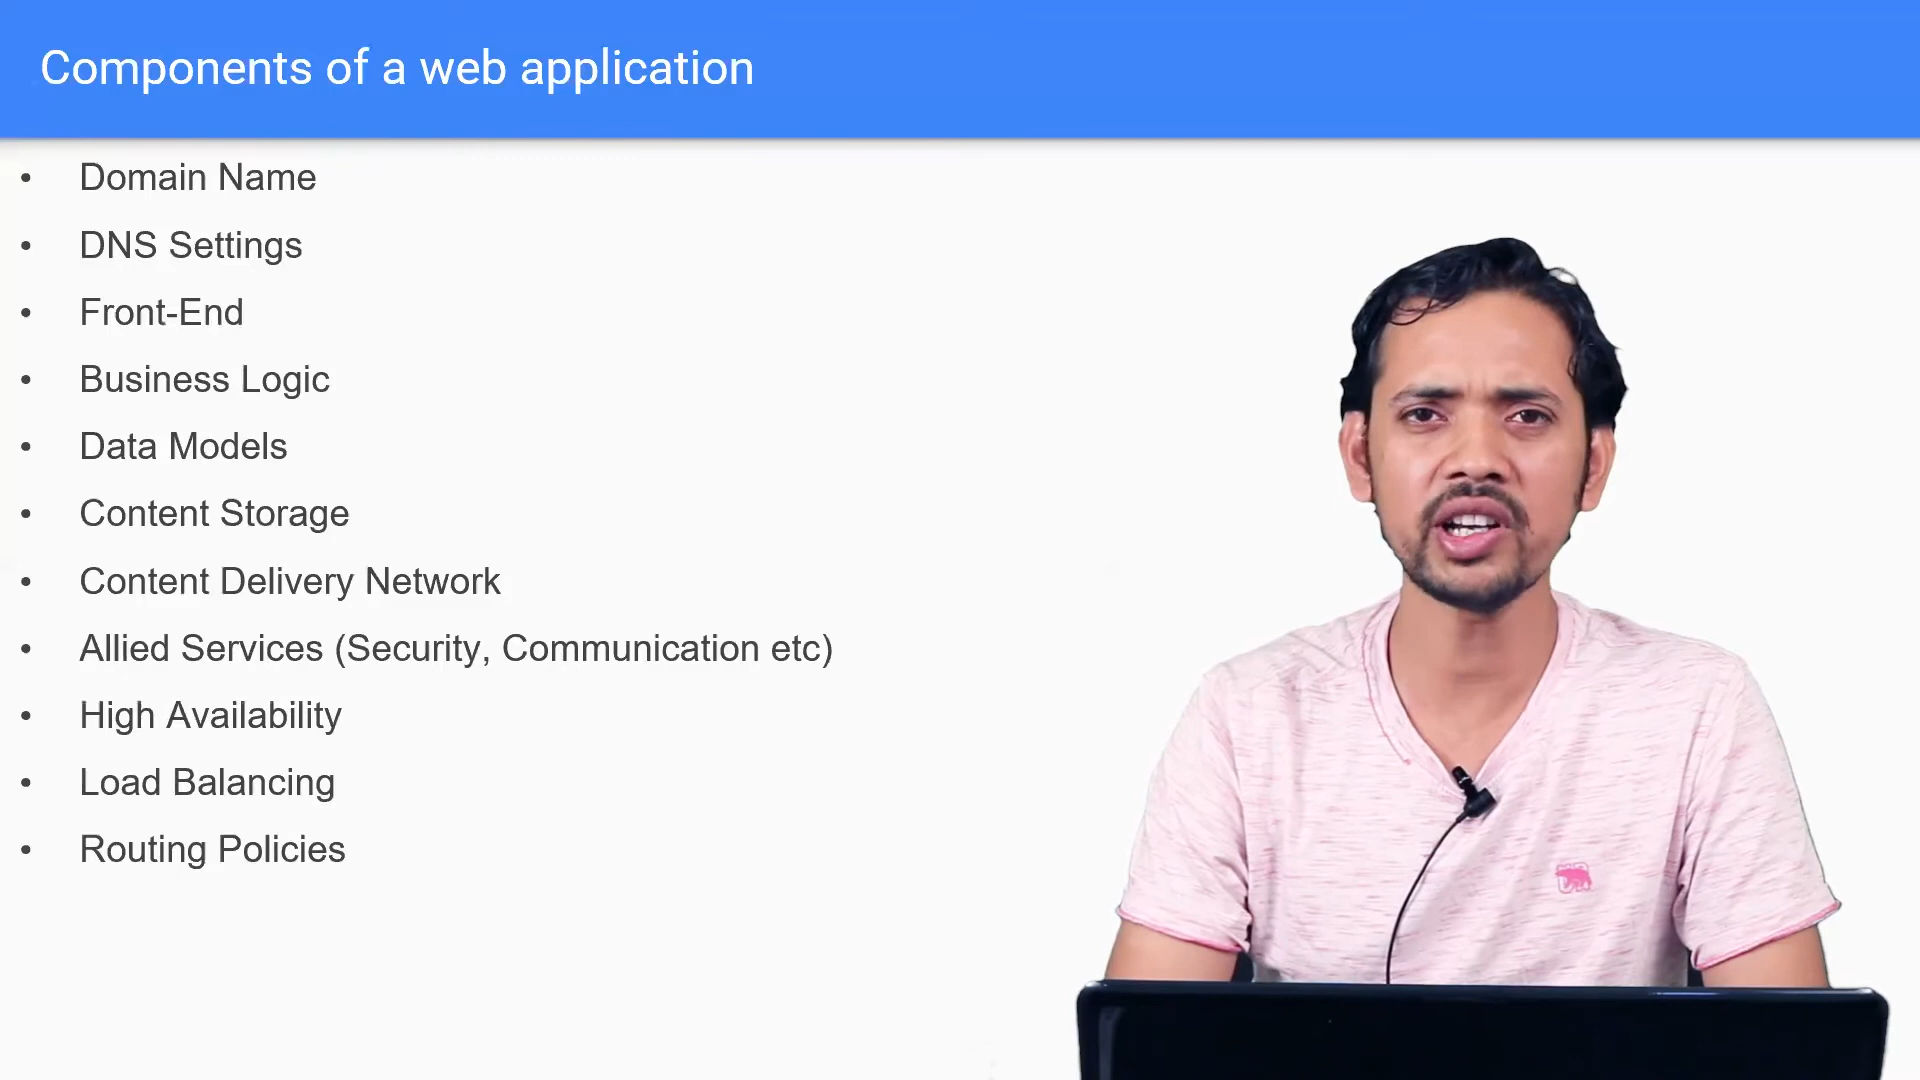 Components of a web application
• Domain Name
• DNS Settings
• Front-End
• Business Logic
• Data Models
• Content Storage
• Content Delivery Network
• Allied Services (Security, Communication etc)
• High Availability
• Load Balancing
• Routing Policies